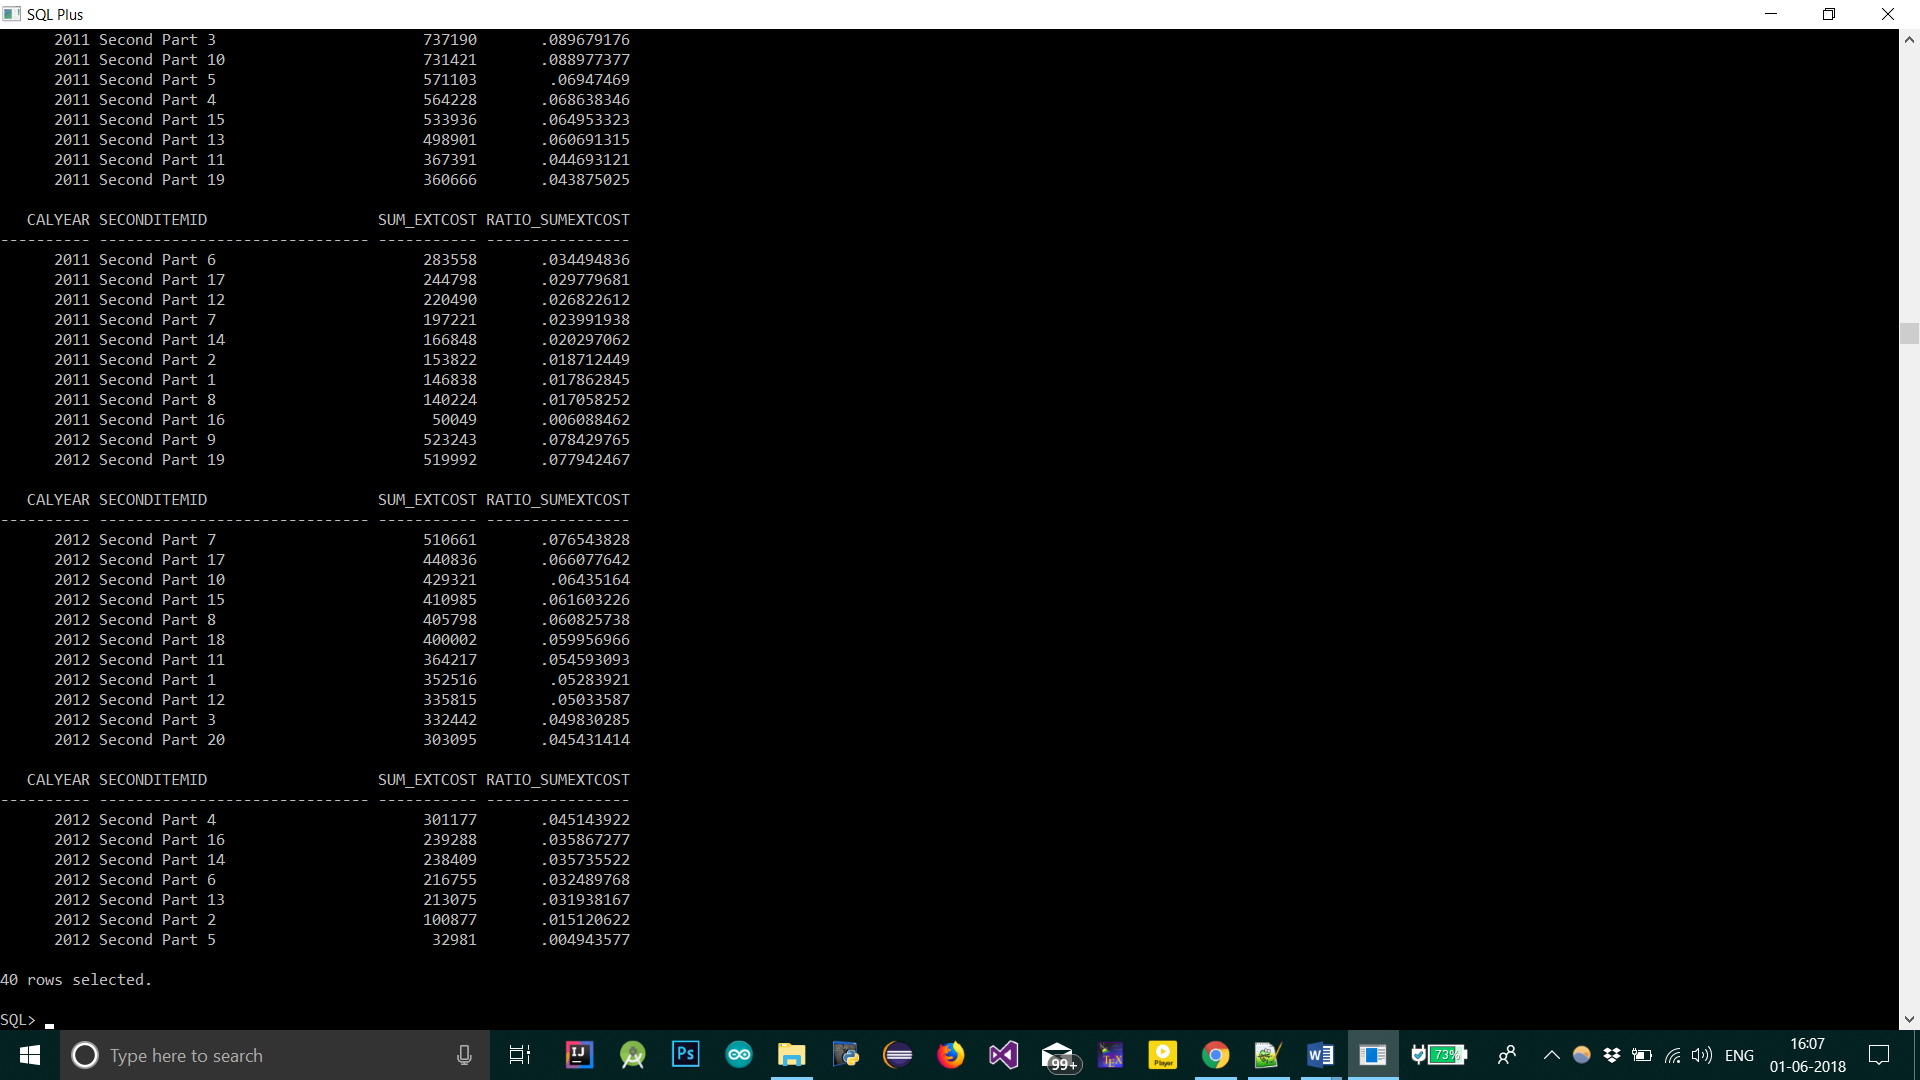 SQL Plus
2011 Second Part 3 737190 .089679176
2011 Second Part 10 731421 .088977377
2011 Second Part 5 571103 .06947469
2011 Second Part 4 564228 .068638346
2011 Second Part 15 533936 .064953323
2011 Second Part 13 498901 .060691315
2011 Second Part 11 367391 .044693121
2011 Second Part 19 360666 .043875025
CALYEAR SECONDITEMID SUM_EXTCOST RATIO_SUMEXTCOST
---------- ------------------------------ ----------- ----------------
2011 Second Part 6 283558 .034494836
2011 Second Part 17 244798 .029779681
2011 Second Part 12 220490 .026822612
2011 Second Part 7 197221 .023991938
2011 Second Part 14 166848 .020297062
2011 Second Part 2 153822 .018712449
2011 Second Part 1 146838 .017862845
2011 Second Part 8 140224 .017058252
2011 Second Part 16 50049 .006088462
2012 Second Part 9 523243 .078429765
2012 Second Part 19 519992 .077942467
CALYEAR SECONDITEMID SUM_EXTCOST RATIO_SUMEXTCOST
---------- ------------------------------ ----------- ----------------
2012 Second Part 7 510661 .076543828
2012 Second Part 17 440836 .066077642
2012 Second Part 10 429321 .06435164
2012 Second Part 15 410985 .061603226
2012 Second Part 8 405798 .060825738
2012 Second Part 18 400002 .059956966
2012 Second Part 11 364217 .054593093
2012 Second Part 1 352516 .05283921
2012 Second Part 12 335815 .05033587
2012 Second Part 3 332442 .049830285
2012 Second Part 20 303095 .045431414
CALYEAR SECONDITEMID SUM_EXTCOST RATIO_SUMEXTCOST
---------- ------------------------------ ----------- ----------------
2012 Second Part 4 301177 .045143922
2012 Second Part 16 239288 .035867277
2012 Second Part 14 238409 .035735522
2012 Second Part 6 216755 .032489768
2012 Second Part 13 213075 .031938167
2012 Second Part 2 100877 .015120622
2012 Second Part 5 32981 .004943577
40 rows selected.
SQL>
Type here to search
IJ
Ps
99+
TEX
Player
73%
ENG
16:07
01-06-2018